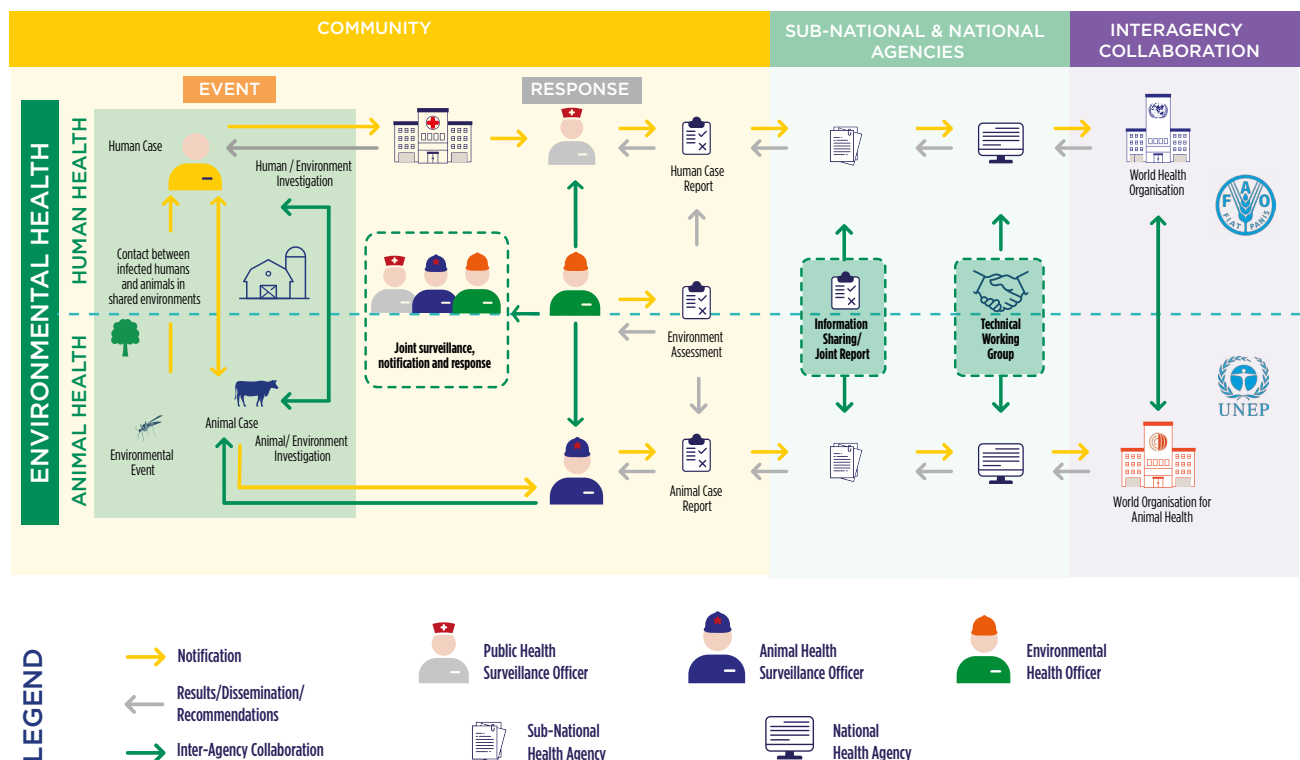 COMMUNITY
SUB-NATIONAL & NATIONAL
AGENCIES
INTERAGENCY
COLLABORATION
ENVIRONMENTAL HEALTH
HUMAN HEALTH
ANIMAL HEALTH
EVENT
RESPONSE
Human Case
Human / Environment
Investigation
Contact between
infected humans
and animals in
shared environments
Animal Case
Animal/ Environment
Investigation
Environmental
Event
Joint surveillance,
notification and response
Human Case
Report
Environment
Assessment
Animal Case
Report
Information
Sharing/
Joint Report
Technical
Working
Group
World Health
Organisation
F A O
FIAT PANIS
UNEP
World Organisation for
Animal Health
LEGEND
Notification
Results/Dissemination/
Recommendations
Inter-Agency Collaboration
Public Health
Surveillance Officer
Animal Health
Surveillance Officer
Environmental
Health Officer
Sub-National
Health Agency
National
Health Agency